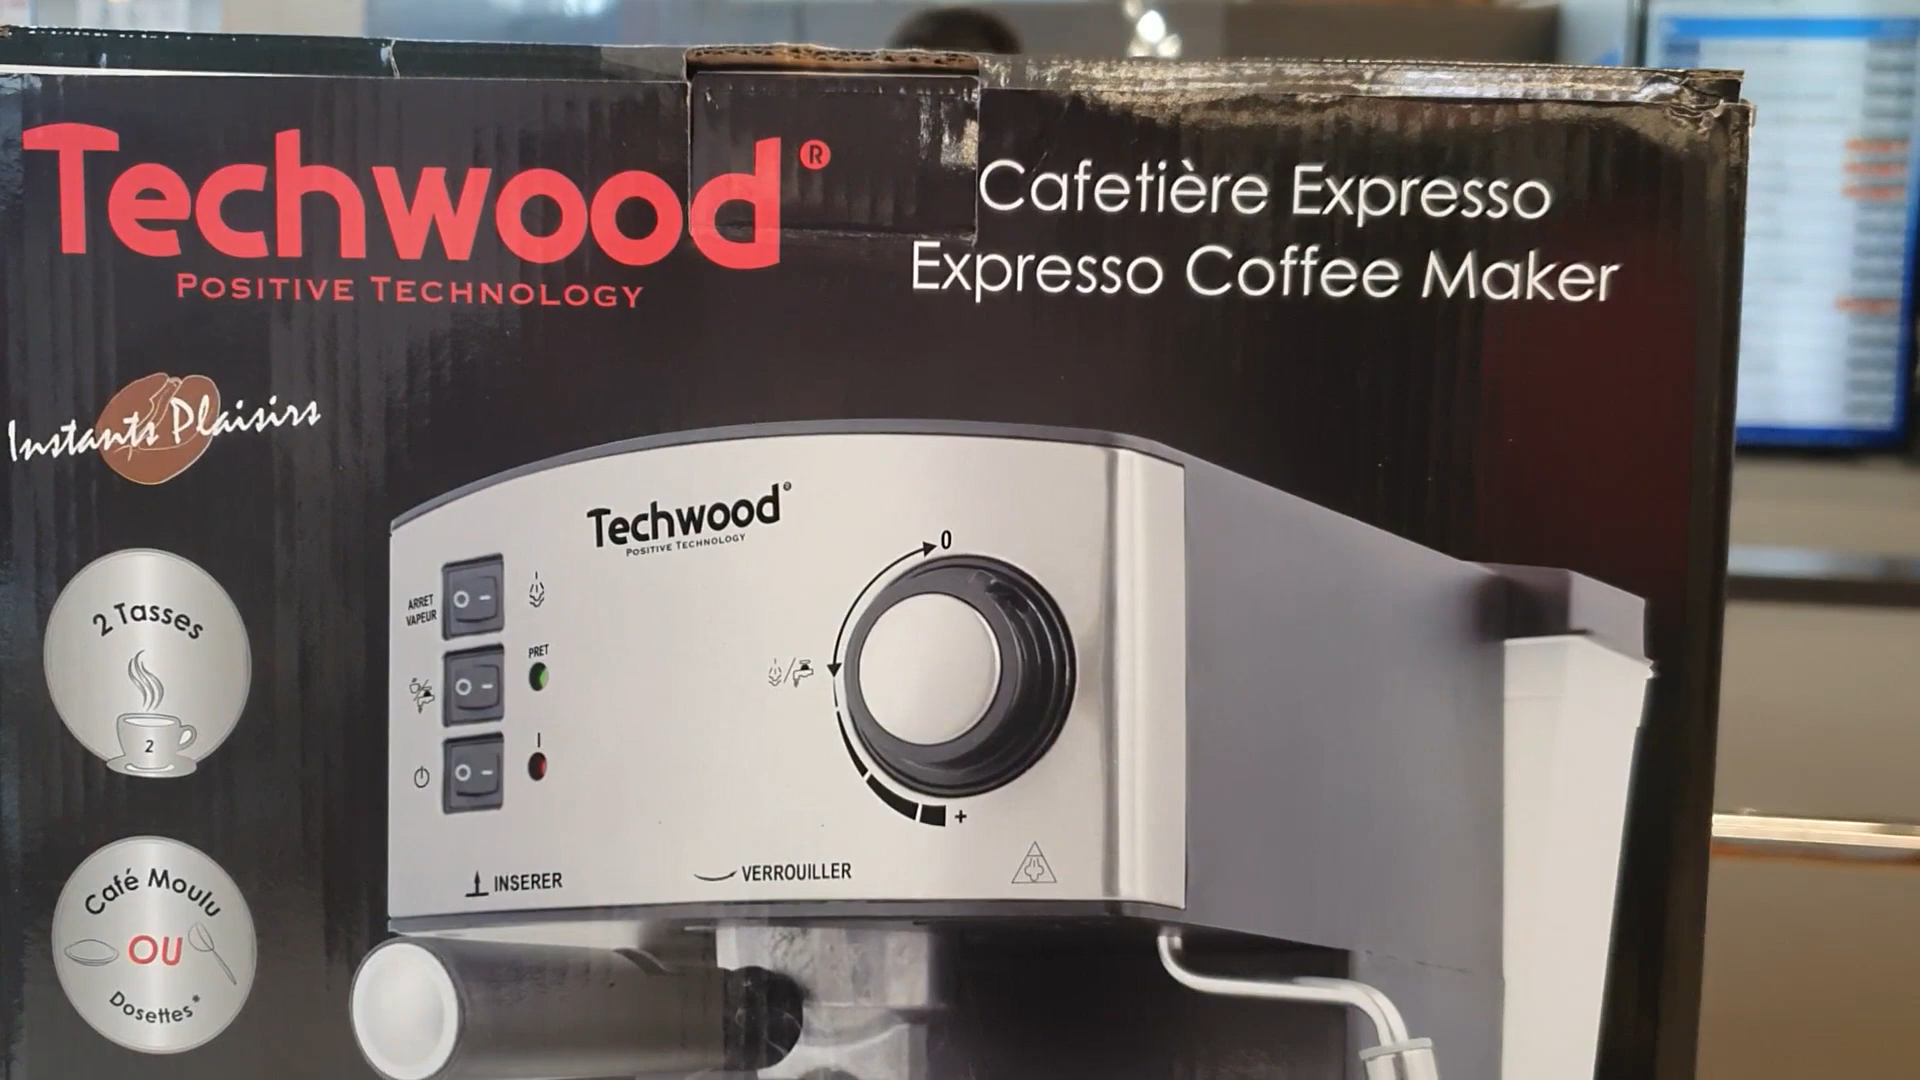 Techwood®
POSITIVE TECHNOLOGY
Cafetière Expresso
Expresso Coffee Maker
Instants Plaisirs
2 Tasses
2
Café Moulu
OU
Dosettes*
Techwood®
POSITIVE TECHNOLOGY
ARRET
VAPEUR
PRET
I
0
+
INSERER
VERROUILLER